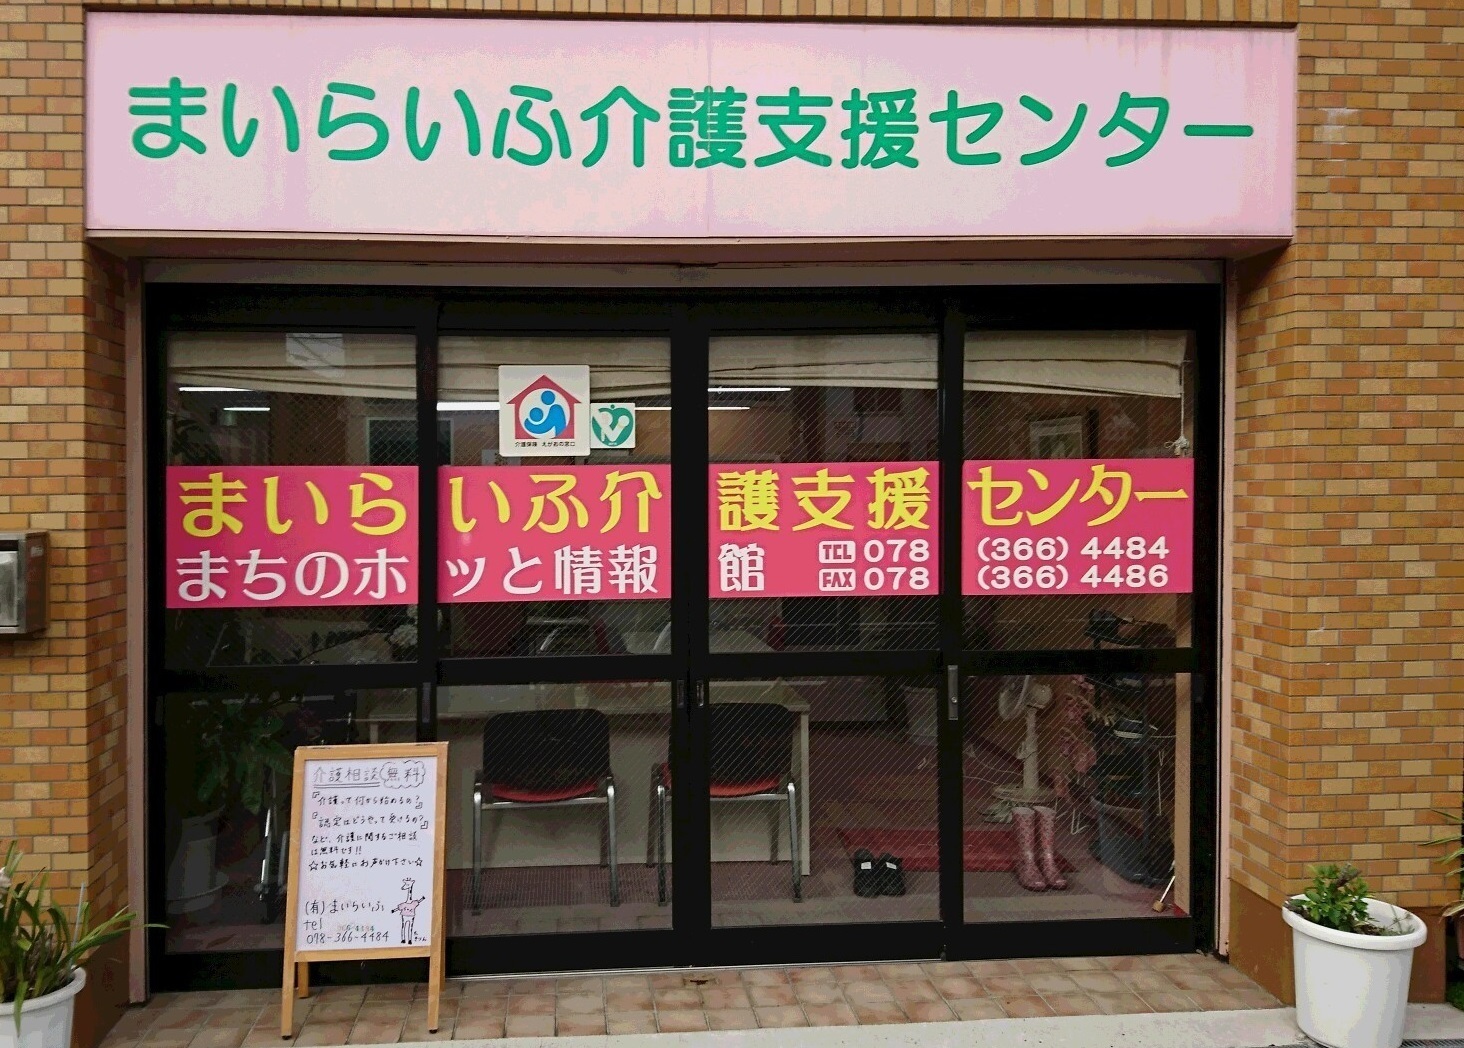 まいらいふ介護支援センター
介護保険 えがおの窓口
まいらいふ介護支援センター
まちのホッと情報館 TEL 078 (366) 4484
FAX 078 (366) 4486
介護相談 無料
『介護って何から始めるの?』
『認定はどうやって受けるの?』
など、介護に関するご相談
は無料です!!
☆お気軽にお声がけ下さい☆
(有)まいらいふ
tel
078-366-4484